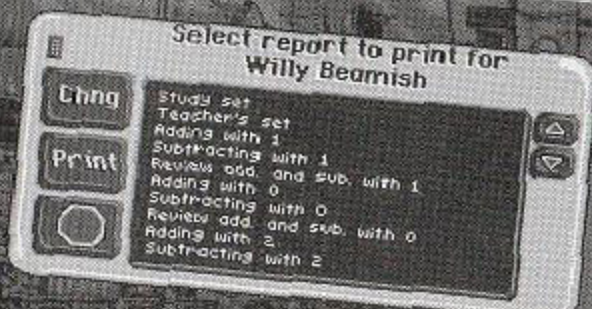 Select report to print for
Willy Beamish
Chng
Print
Study set
Teacher's set
Adding with 1
Subtracting with 1
Review add. and sub. with 1
Adding with 0
Subtracting with 0
Review add. and sub. with 0
Adding with 2
Subtracting with 2